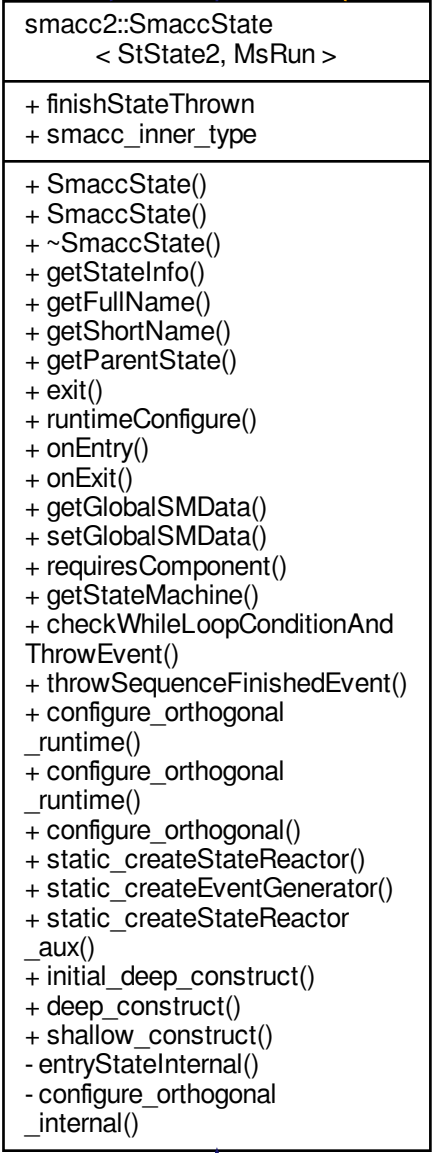 smacc2::SmaccState
< StState2, MsRun >
+ finishStateThrown
+ smacc_inner_type
+ SmaccState()
+ SmaccState()
+ ~SmaccState()
+ getStateInfo()
+ getFullName()
+ getShortName()
+ getParentState()
+ exit()
+ runtimeConfigure()
+ onEntry()
+ onExit()
+ getGlobalSMData()
+ setGlobalSMData()
+ requiresComponent()
+ getStateMachine()
+ checkWhileLoopConditionAnd
ThrowEvent()
+ throwSequenceFinishedEvent()
+ configure_orthogonal
_runtime()
+ configure_orthogonal
_runtime()
+ configure_orthogonal()
+ static_createStateReactor()
+ static_createEventGenerator()
+ static_createStateReactor
_aux()
+ initial_deep_construct()
+ deep_construct()
+ shallow_construct()
- entryStateInternal()
- configure_orthogonal
_internal()